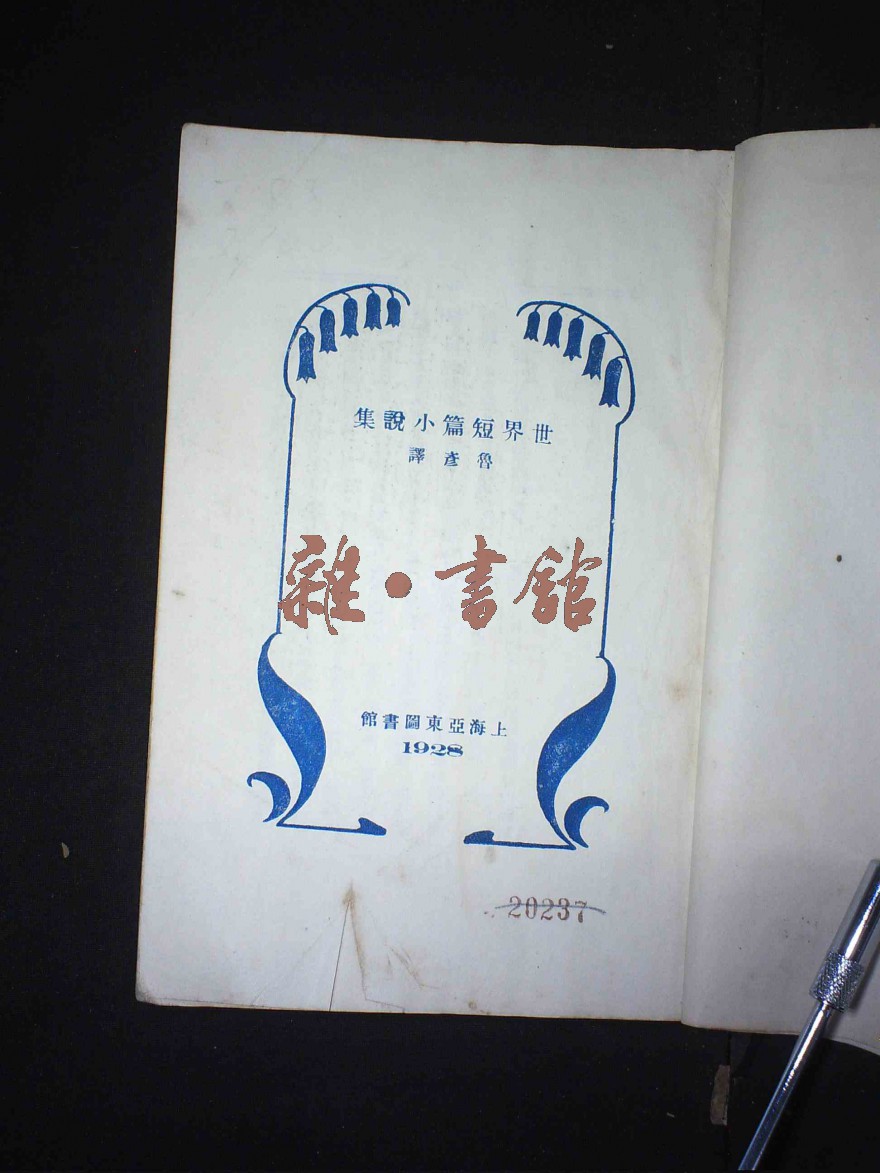 世界短篇小說集
魯彥譯
雜·書館
上海亞東圖書館
1928
20237